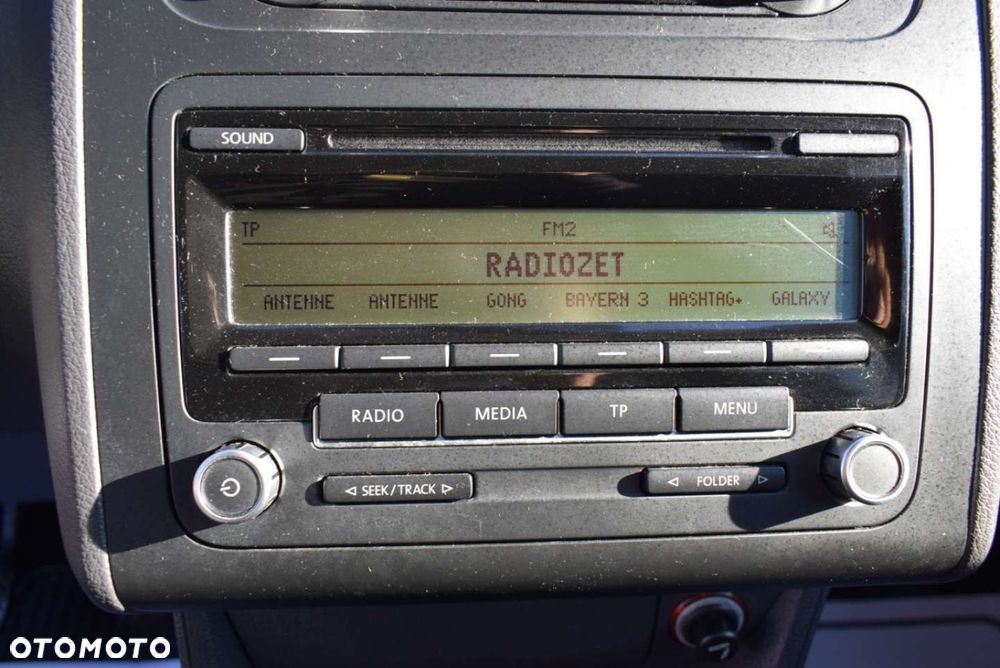 SOUND
TP FM2
RADIOZET
ANTENNE ANTENNE GONG BAYERN 3 HASHTAG+ GALAXY
RADIO MEDIA TP MENU
SEEK/TRACK FOLDER
OTOMOTO